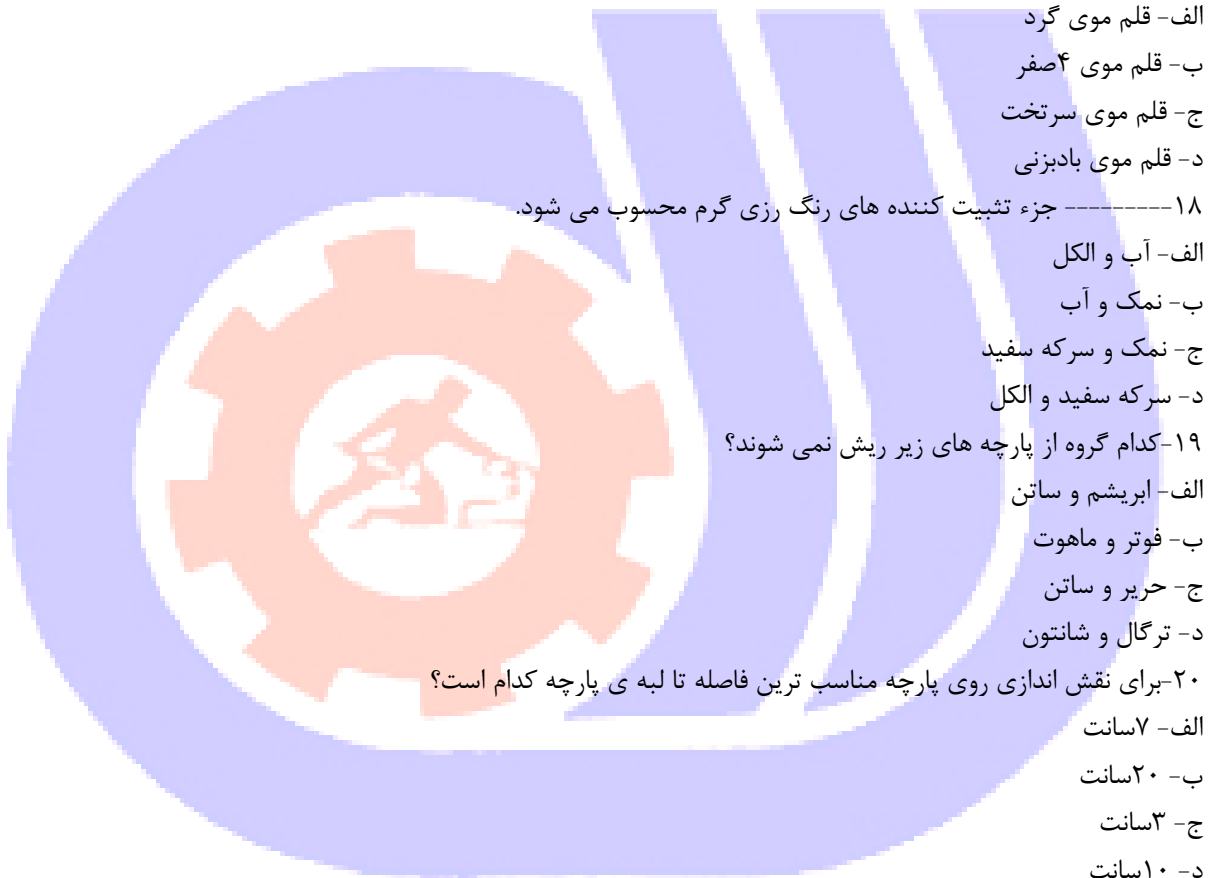 الف- قلم موی گرد
ب- قلم موی ۴صفر
ج- قلم موی سرتخت
د- قلم موی بادبزنی
۱۸---------- جزء تثبیت کننده های رنگ رزی گرم محسوب می شود.
الف- آب و الکل
ب- نمک و آب
ج- نمک و سرکه سفید
د- سرکه سفید و الکل
۱۹-کدام گروه از پارچه های زیر ریش نمی شوند؟
الف- ابریشم و ساتن
ب- فوتر و ماهوت
ج- حریر و ساتن
د- ترگال و شانتون
۲۰-برای نقش اندازی روی پارچه مناسب ترین فاصله تا لبه ی پارچه کدام است؟
الف- ۷سانت
ب- ۲۰سانت
ج- ۳سانت
د- ۱۰سانت